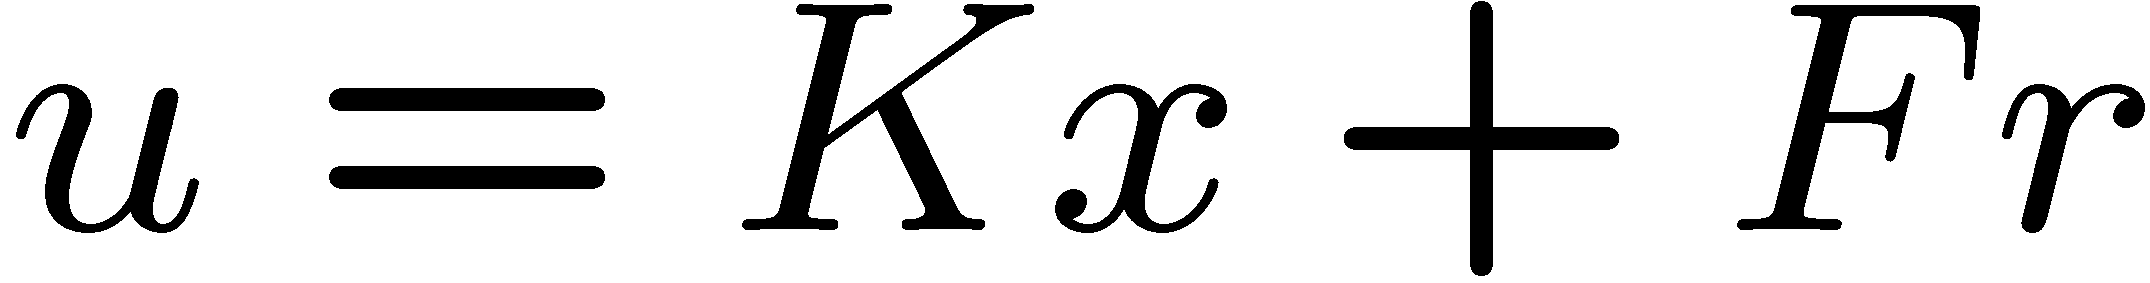 u = Kx + Fr